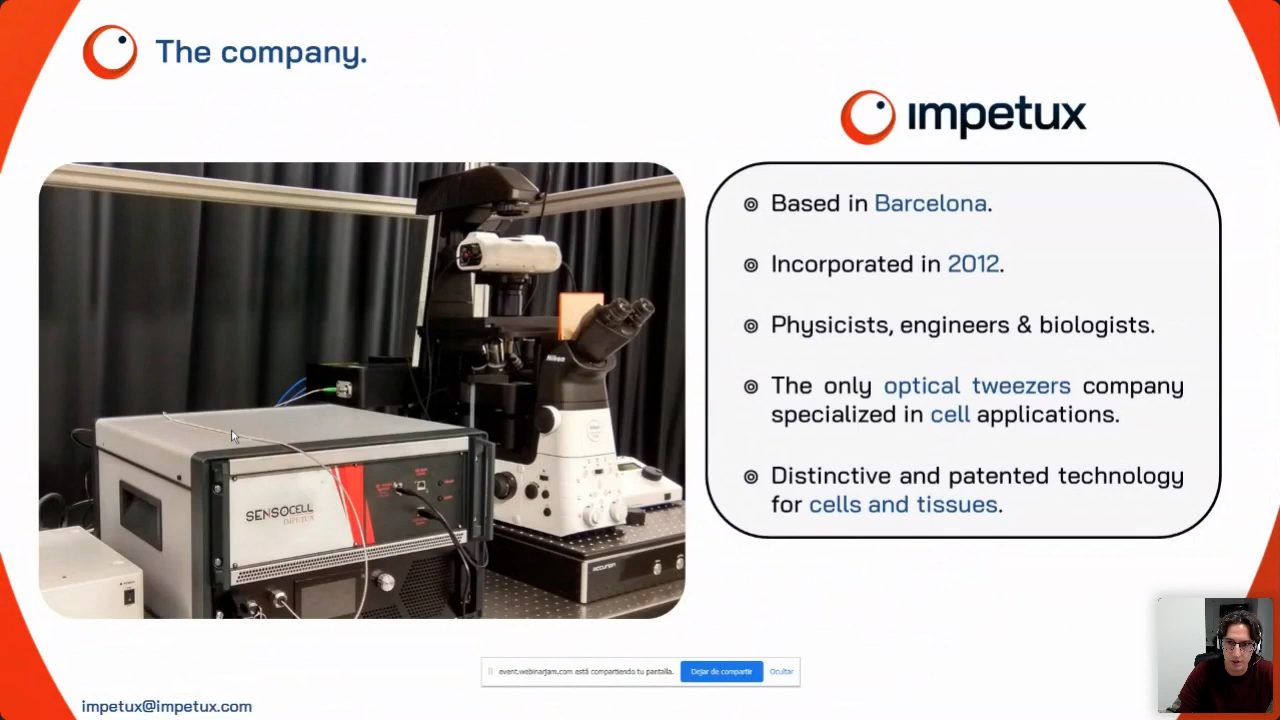 The company.
impetux
Based in Barcelona.
Incorporated in 2012.
Physicists, engineers & biologists.
The only optical tweezers company
specialized in cell applications.
Distinctive and patented technology
for cells and tissues.
Nikon
SENSOCELL
IMPETUX
accurion
event.webinarjam.com está compartiendo tu pantalla.
Dejar de compartir
Ocultar
impetux@impetux.com